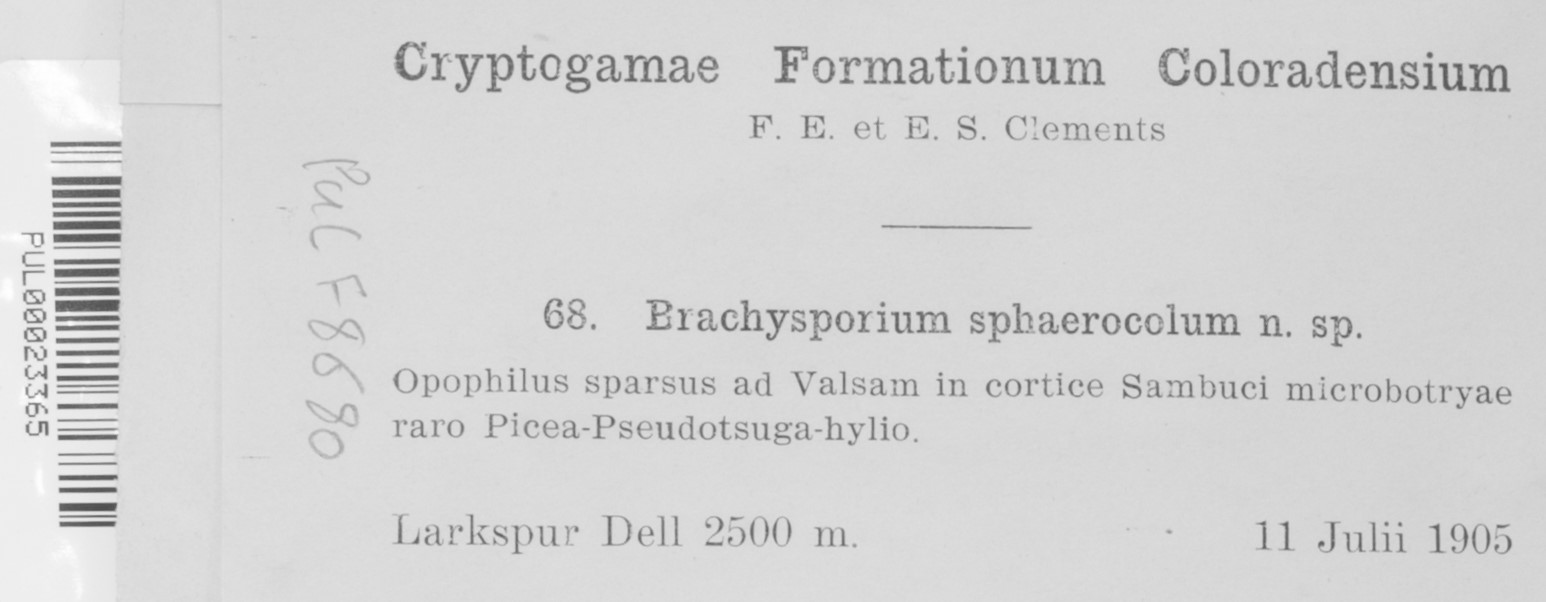 Cryptogamae Formationum Coloradensium
F. E. et E. S. Clements
68. Brachysporium sphaerocolum n. sp.
Opophilus sparsus ad Valsam in cortice Sambuci microbotryae
raro Picea-Pseudotsuga-hylio.
Larkspur Dell 2500 m. 11 Julii 1905
PUL F8680
PUL00023365